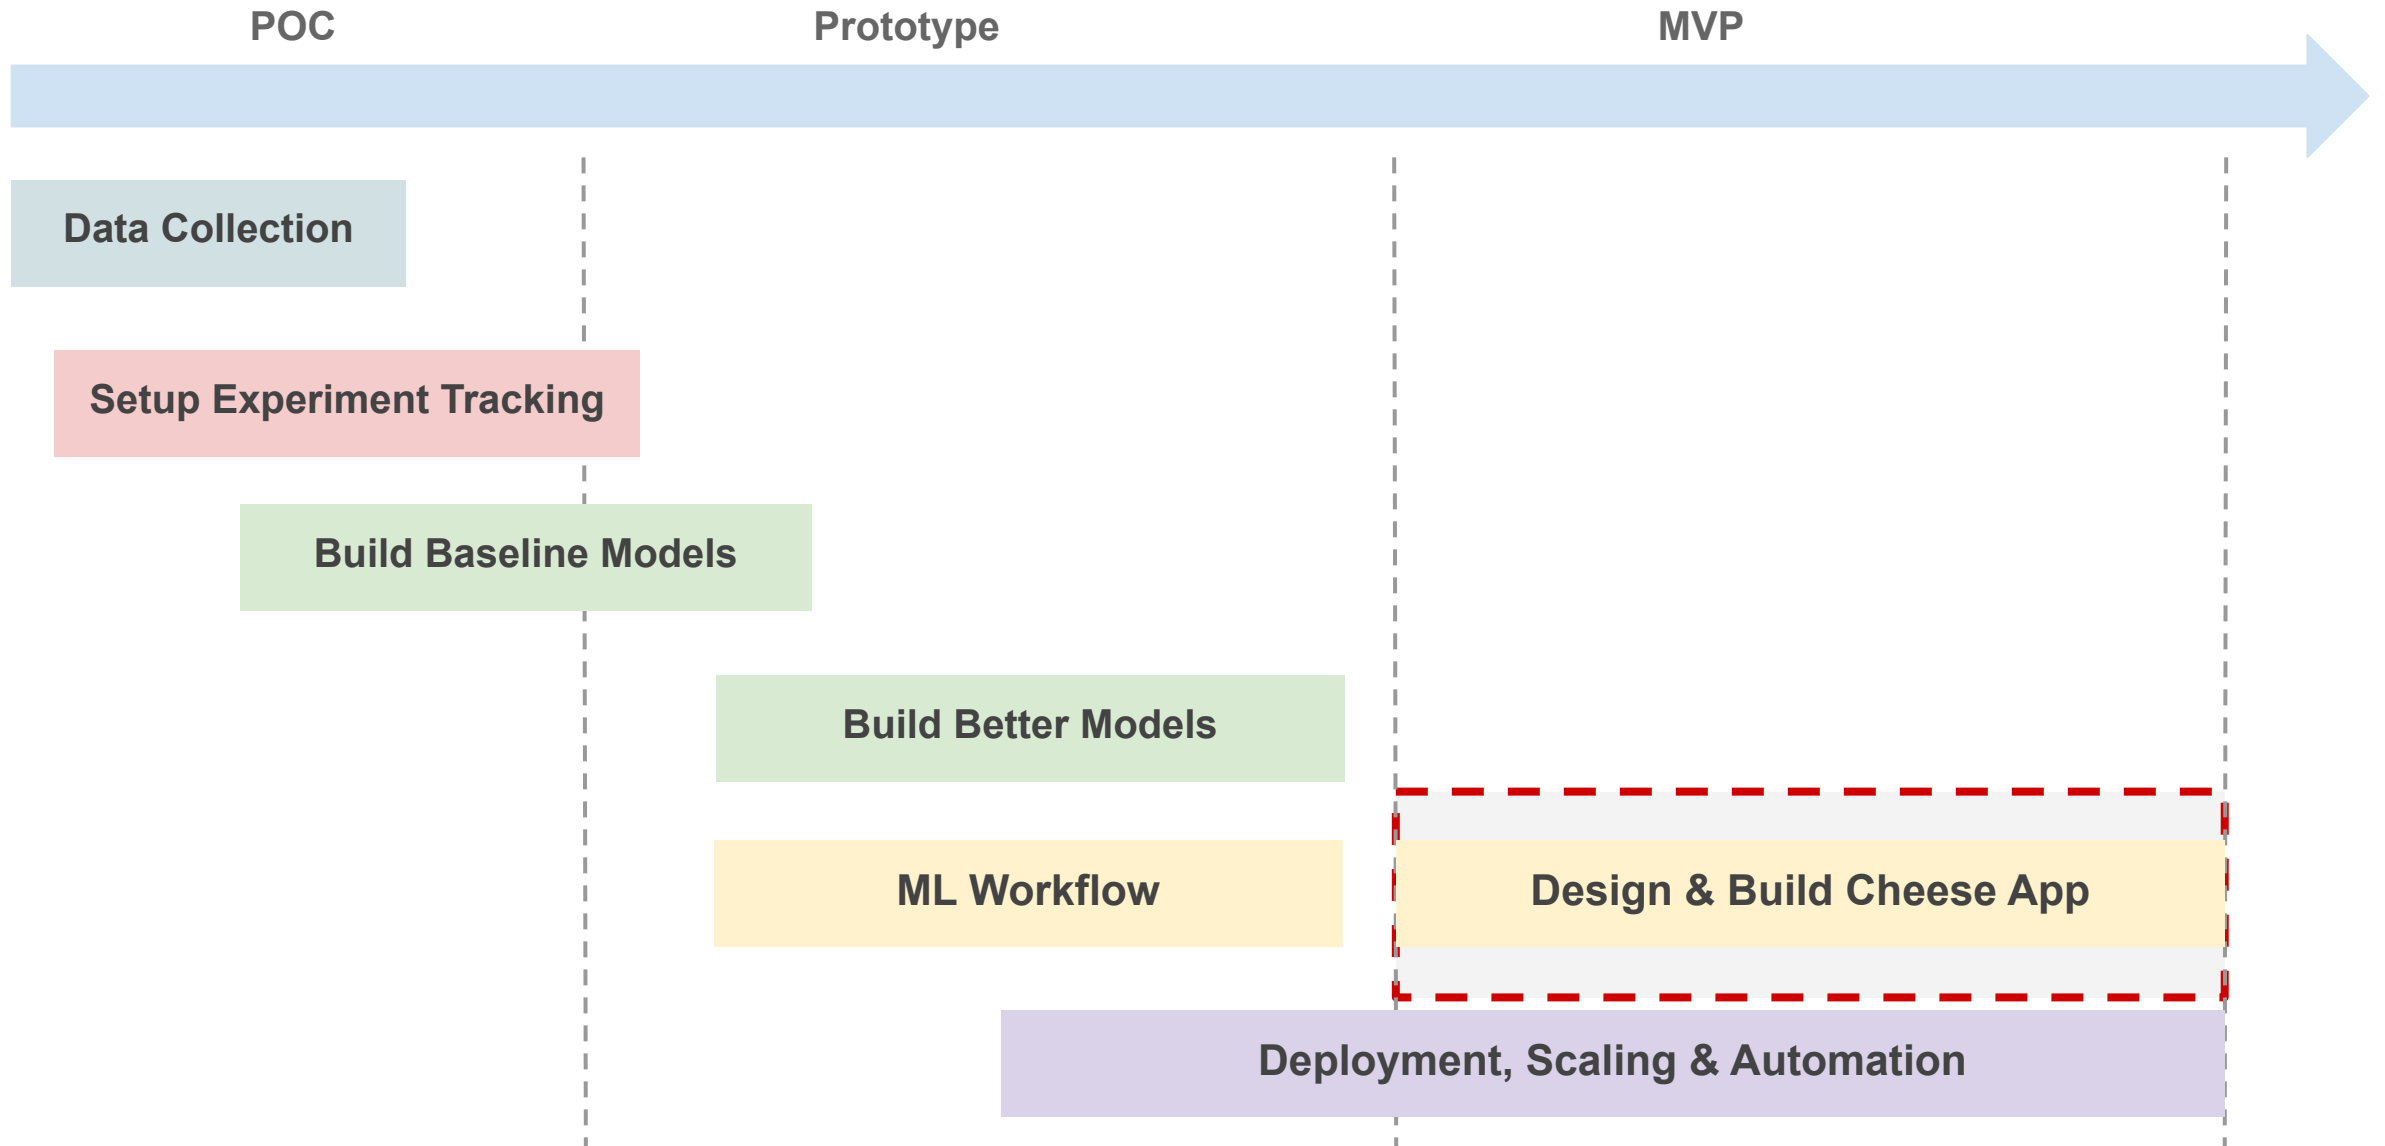 POC
Prototype
MVP
Data Collection
Setup Experiment Tracking
Build Baseline Models
Build Better Models
ML Workflow
Design & Build Cheese App
Deployment, Scaling & Automation